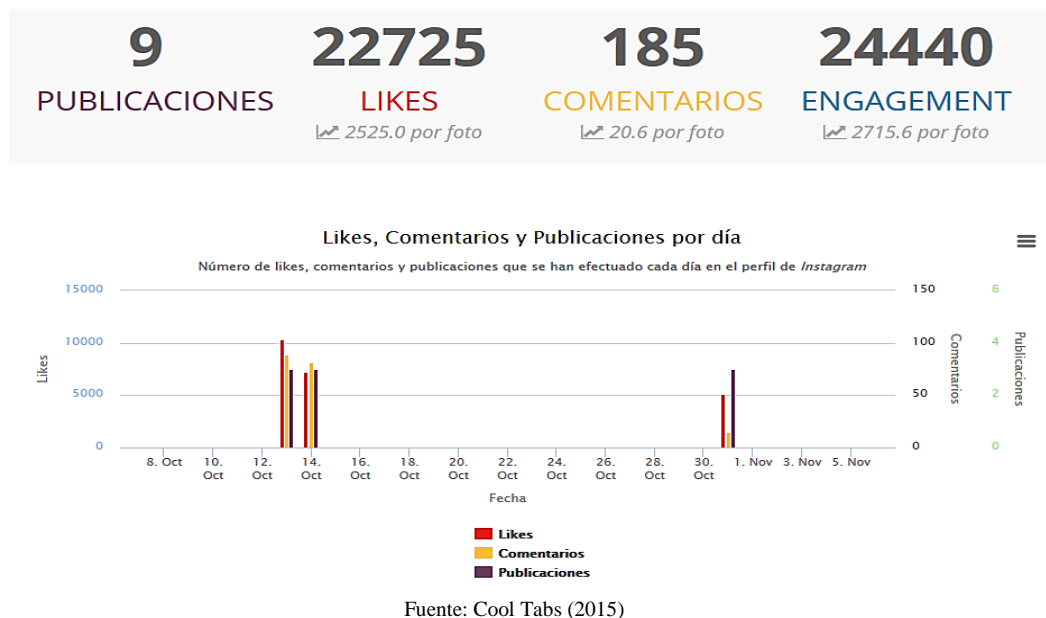 9 22725 185 24440
PUBLICACIONES LIKES COMENTARIOS ENGAGEMENT
2525.0 por foto 20.6 por foto 2715.6 por foto
Likes, Comentarios y Publicaciones por día
Número de likes, comentarios y publicaciones que se han efectuado cada día en el perfil de Instagram
15000 150 6
10000 100 4
5000 50 2
0 0 0
Likes
Comentarios
Publicaciones
8. Oct 10. Oct 12. Oct 14. Oct 16. Oct 18. Oct 20. Oct 22. Oct 24. Oct 26. Oct 28. Oct 30. Oct 1. Nov 3. Nov 5. Nov
Fecha
Likes
Comentarios
Publicaciones
Fuente: Cool Tabs (2015)